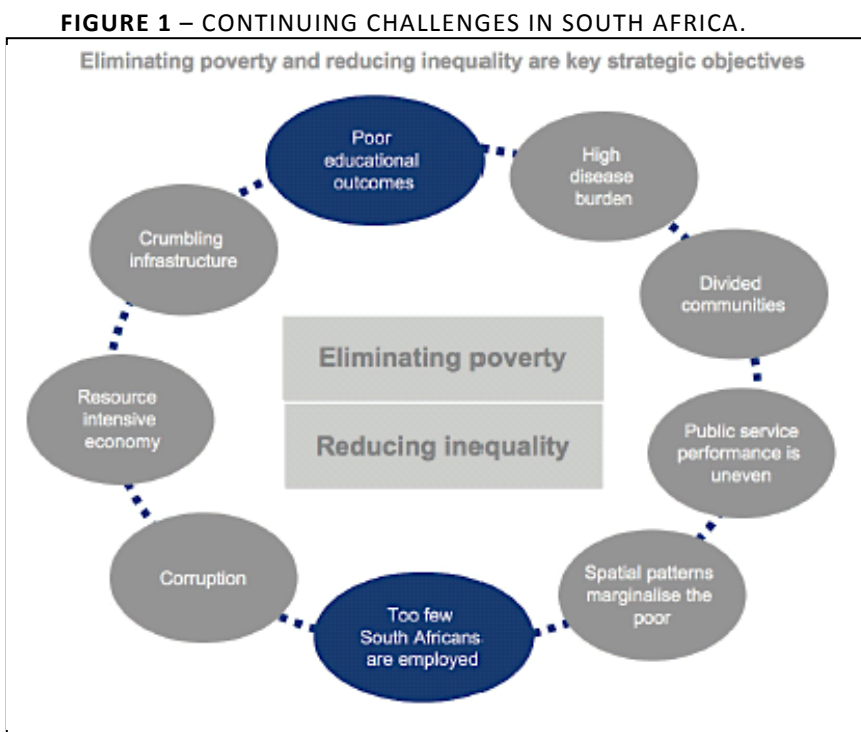 FIGURE 1 – CONTINUING CHALLENGES IN SOUTH AFRICA.
Eliminating poverty and reducing inequality are key strategic objectives
Poor
educational
outcomes
High
disease
burden
Crumbling
infrastructure
Divided
communities
Eliminating poverty
Resource
intensive
economy
Reducing inequality
Public service
performance is
uneven
Corruption
Spatial patterns
marginalise the
poor
Too few
South Africans
are employed